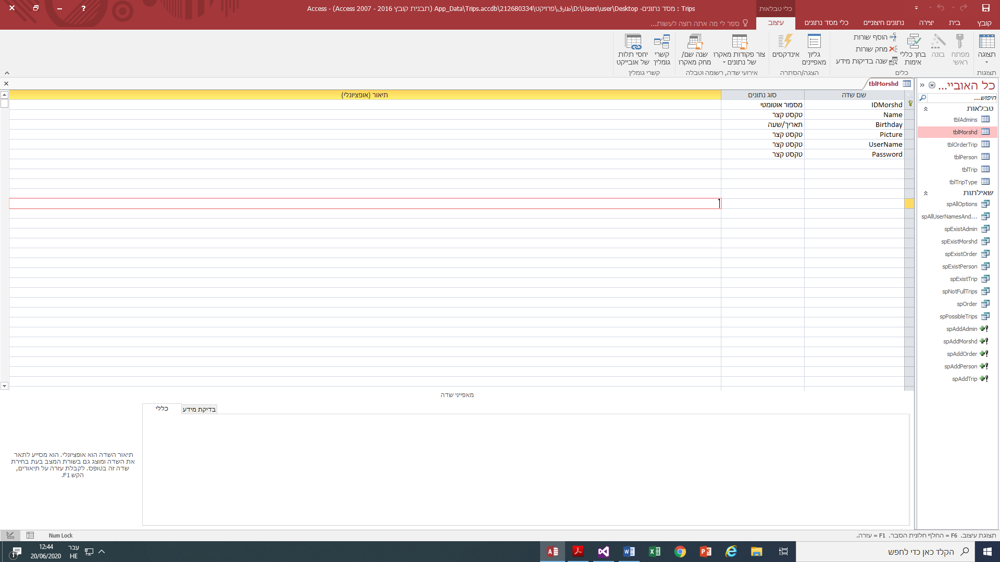 Trips : מסד נתונים- D:\Users\user\Desktop\طارق\פרויקט\212680334\App_Data\Trips.accdb (תבנית קובץ Access 2007 - 2016) - Access
כלי טבלאות
קובץ
בית
יצירה
נתונים חיצוניים
כלי מסד נתונים
עיצוב
ספר לי מה אתה רוצה לעשות...
תצוגה
מפתח ראשי
בונה
בחן כללי אימות
הוסף שורות
מחק שורות
שנה בדיקות מידע
גליון מאפיינים
אינדקסים
צור פקודות מאקרו של נתונים
שנה שם/ מחק מאקרו
קשרי גומלין
יחסי תלות של אובייקט
תצוגות
כלים
הצגה/הסתרה
אירועי שדה, רשומה וטבלה
קשרי גומלין
כל האוביי...
חיפוש...
טבלאות
tblAdmins
tblMorshd
tblOrderTrip
tblPerson
tblTrip
tblTripType
שאילתות
spAllOptions
spAllUserNamesAnd...
spExistAdmin
spExistMorshd
spExistOrder
spExistPerson
spExistTrip
spNotFullTrips
spOrder
spPossibleTrips
spAddAdmin
spAddMorshd
spAddOrder
spAddPerson
spAddTrip
tblMorshd
שם שדה סוג נתונים תיאור (אופציונלי)
IDMorshd מספור אוטומטי
Name טקסט קצר
Birthday תאריך/שעה
Picture טקסט קצר
UserName טקסט קצר
Password טקסט קצר
מאפייני שדה
כללי
בדיקת מידע
תיאור השדה הוא אופציונלי. הוא מסייע לתאר
את השדה ומוצג גם בשורת המצב בעת בחירת
שדה זה בטופס. לקבלת עזרה על תיאורים,
הקש F1.
תצוגת עיצוב. F6 = החלף חלונית הסבר. F1 = עזרה.
Num Lock
הקלד כאן כדי לחפש
עבר
HE
12:44
20/06/2020
1